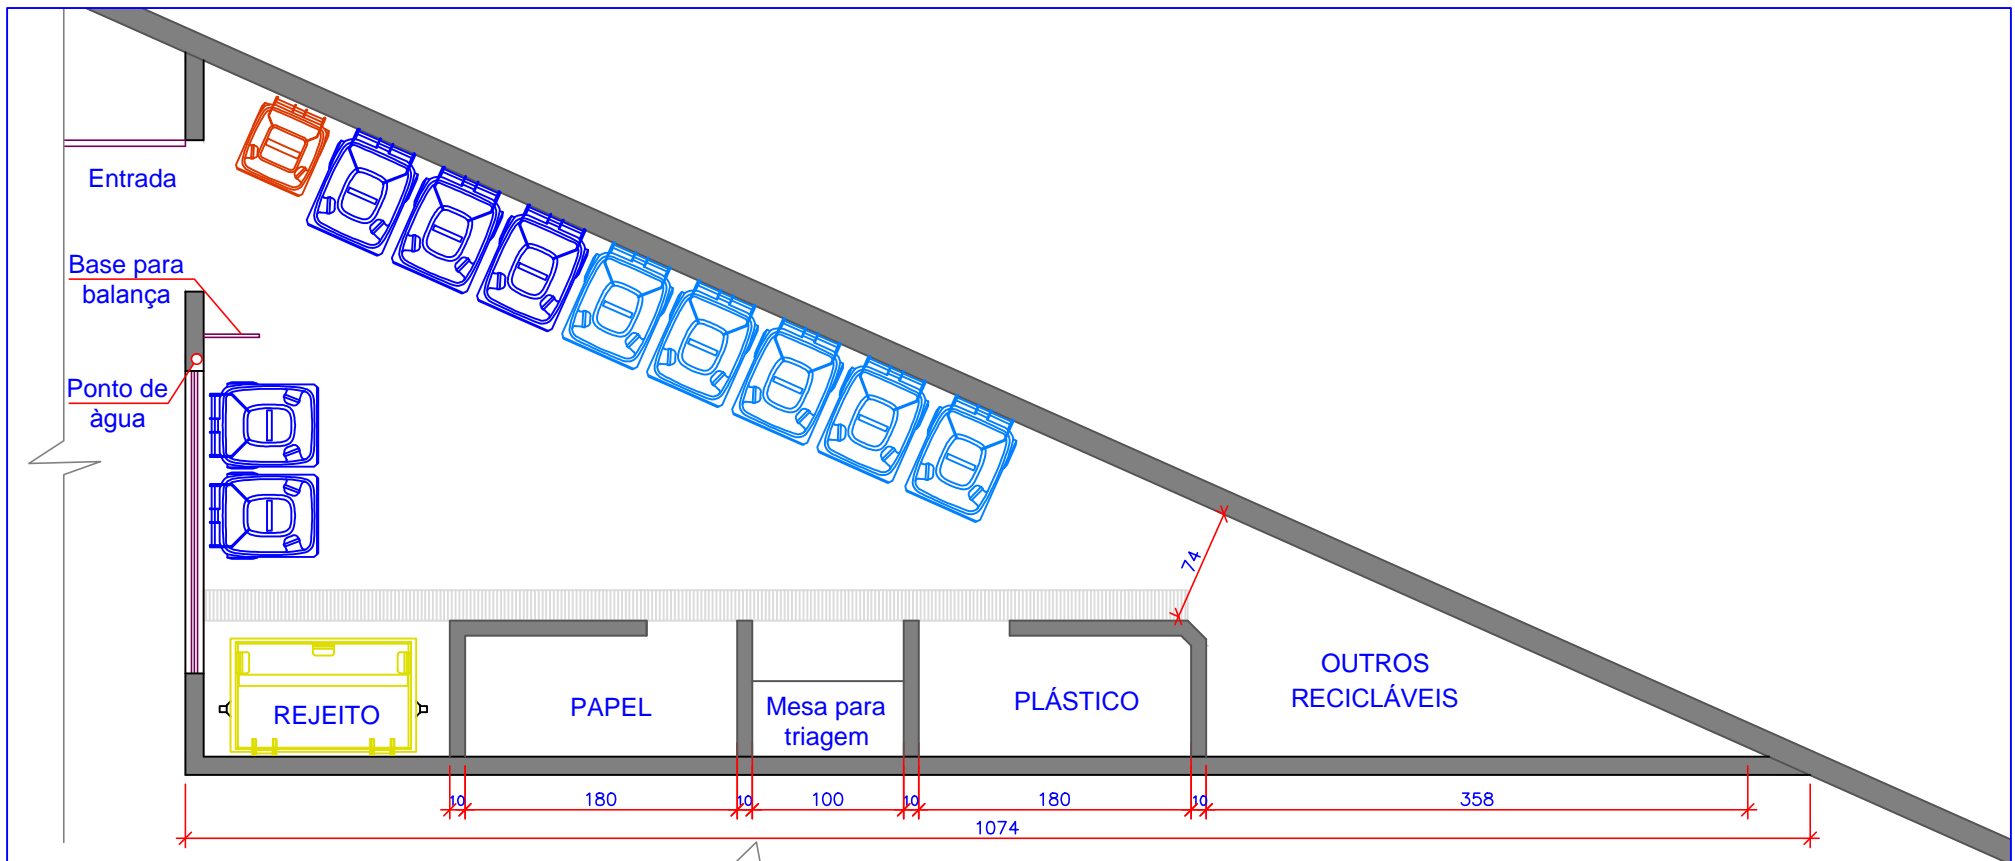 Entrada
Base para
balança
Ponto de
àgua
74
REJEITO
PAPEL
Mesa para
triagem
PLÁSTICO
OUTROS
RECICLÁVEIS
10
180
10
100
10
180
10
358
1074